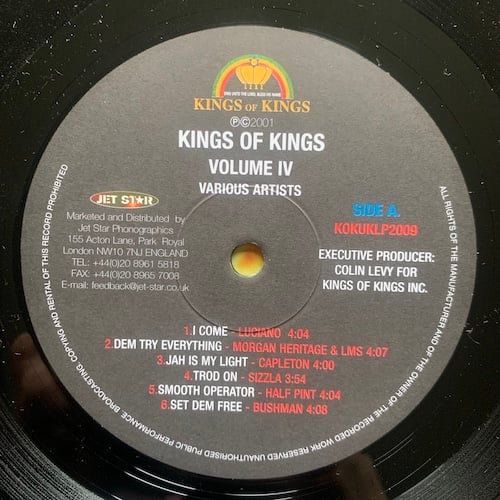 SING UNTO THE LORD, BLESS HIS NAME
KINGS OF KINGS
℗©2001
KINGS OF KINGS
VOLUME IV
VARIOUS ARTISTS
JET STAR
Marketed and Distributed by
Jet Star Phonographics
155 Acton Lane, Park Royal
London NW10 7NJ ENGLAND
TEL: +44(0)20 8961 5818
FAX: +44(0)20 8965 7008
E-mail: feedback@jet-star.co.uk
SIDE A.
KOKUKLP2009
EXECUTIVE PRODUCER:
COLIN LEVY FOR
KINGS OF KINGS INC.
1.I COME - LUCIANO 4:04
2.DEM TRY EVERYTHING - MORGAN HERITAGE & LMS 4:07
3.JAH IS MY LIGHT - CAPLETON 4:00
4.TROD ON - SIZZLA 3:54
5.SMOOTH OPERATOR - HALF PINT 4:04
6.SET DEM FREE - BUSHMAN 4:08
ALL RIGHTS OF THE MANUFACTURER AND OF THE OWNER OF THE RECORDED WORK RESERVED UNAUTHORISED PUBLIC PERFORMANCE BROADCASTING COPYING AND RENTAL OF THIS RECORD PROHIBITED